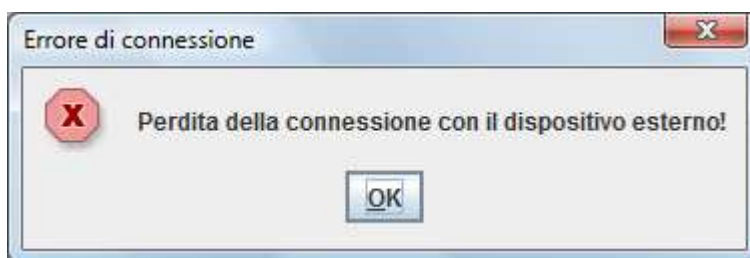 Errore di connessione
Perdita della connessione con il dispositivo esterno!
OK